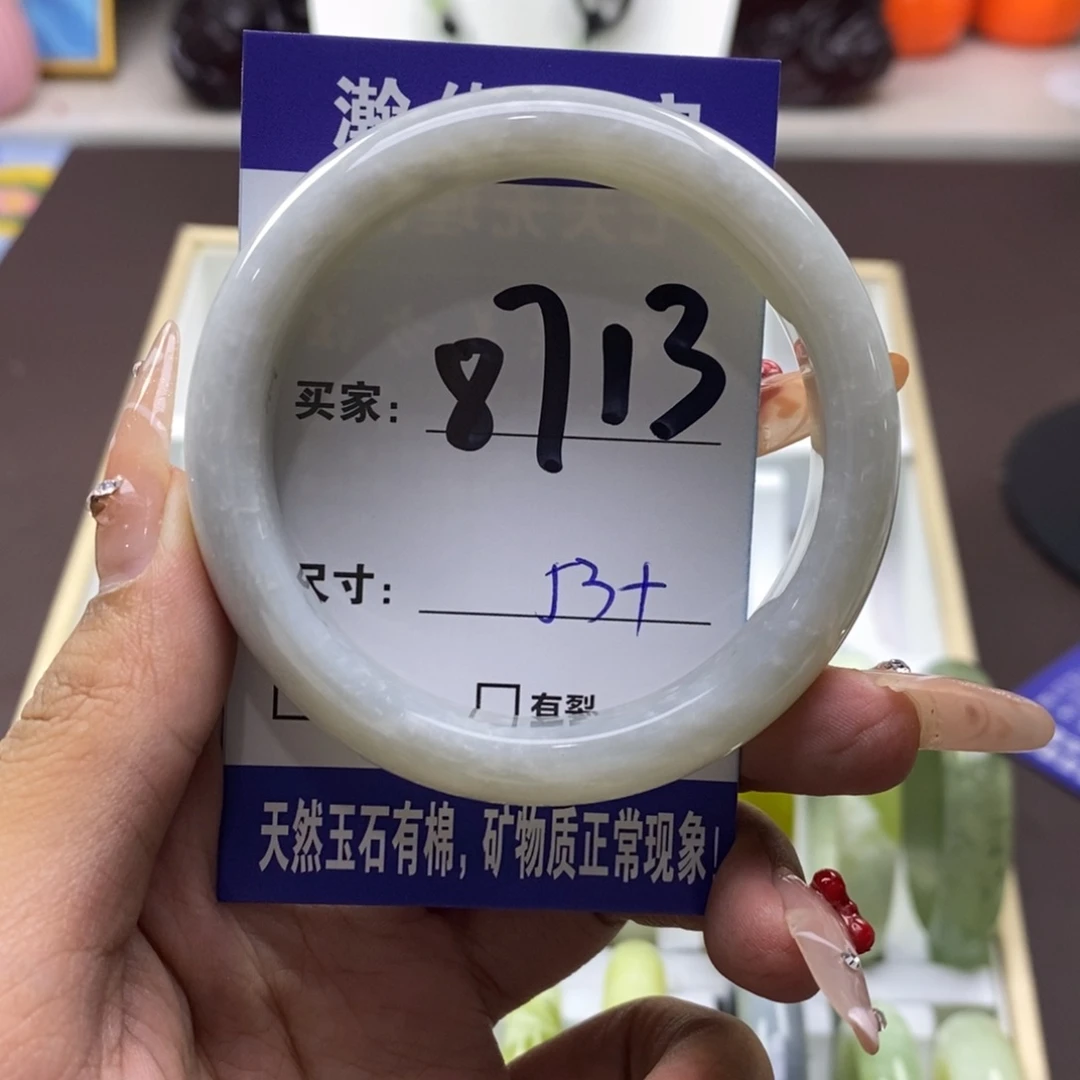 瀚
买家: 8713
尺寸: 53+
有裂
天然玉石有棉, 矿物质正常现象!